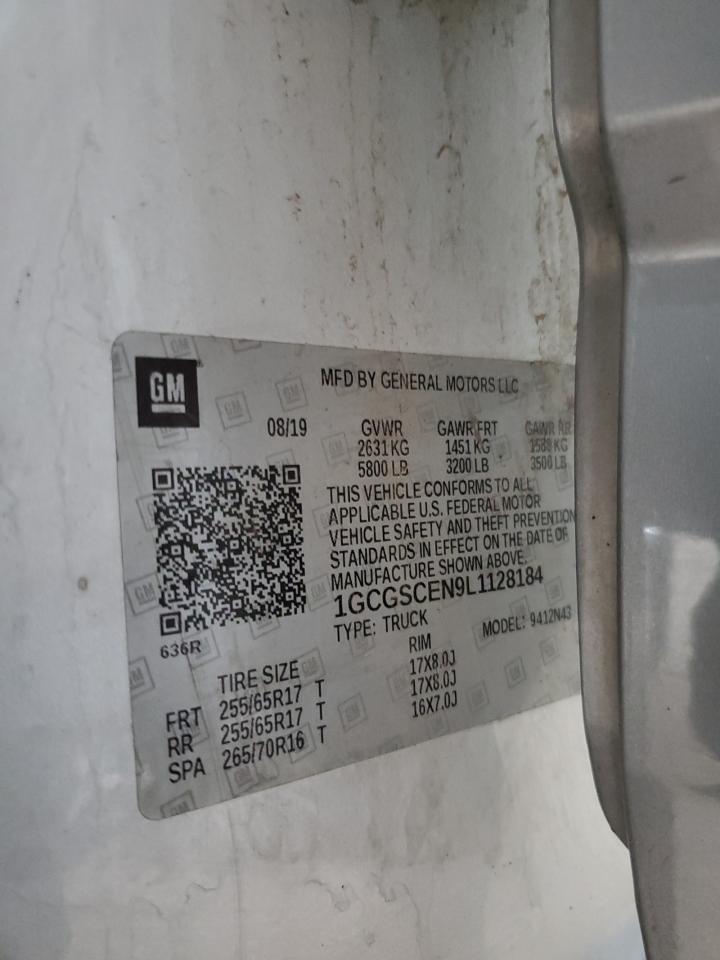 GM
MFD BY GENERAL MOTORS LLC
08/19 GVWR GAWR FRT GAWR RR
2631 KG 1451 KG 1588 KG
5800 LB 3200 LB 3500 LB
THIS VEHICLE CONFORMS TO ALL
APPLICABLE U.S. FEDERAL MOTOR
VEHICLE SAFETY AND THEFT PREVENTION
STANDARDS IN EFFECT ON THE DATE OF
MANUFACTURE SHOWN ABOVE.
1GCGSCEN9L1128184
TYPE: TRUCK MODEL: 9412N43
636R
TIRE SIZE RIM
FRT 255/65R17 T 17X8.0J
RR 255/65R17 T 17X8.0J
SPA 265/70R16 T 16X7.0J